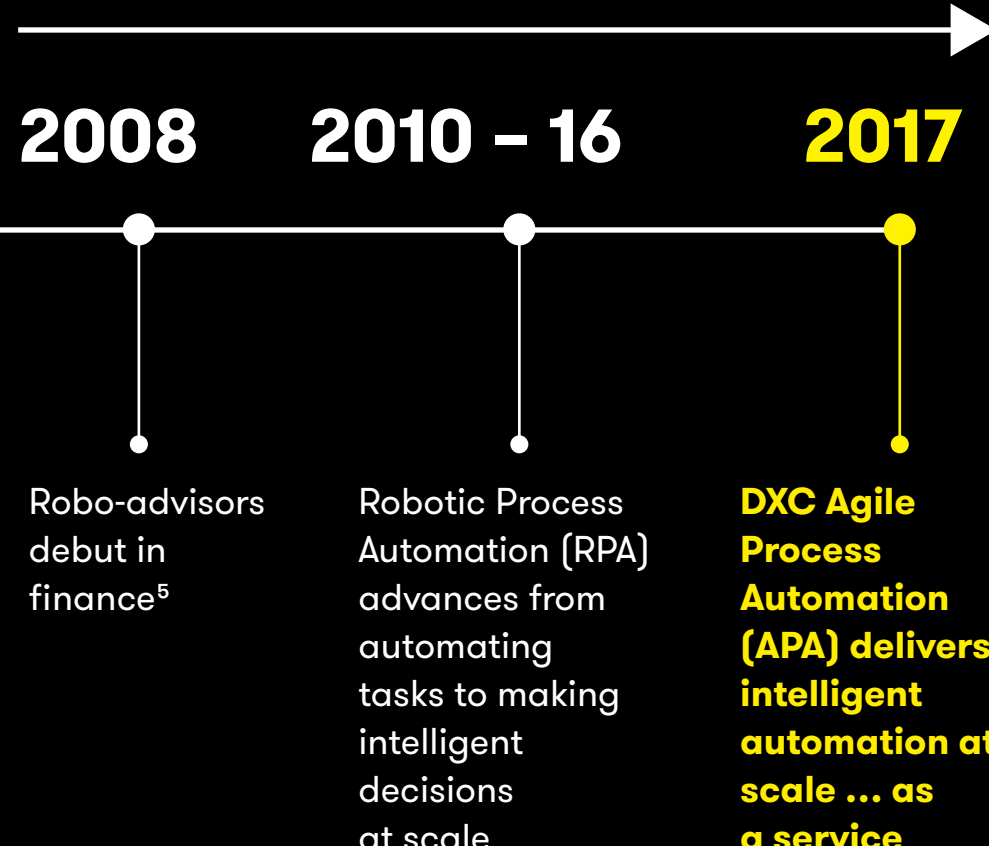 2008
2010 – 16
2017
Robo-advisors
debut in
finance⁵
Robotic Process
Automation (RPA)
advances from
automating
tasks to making
intelligent
decisions
at scale
DXC Agile
Process
Automation
(APA) delivers
intelligent
automation at
scale ... as
a service